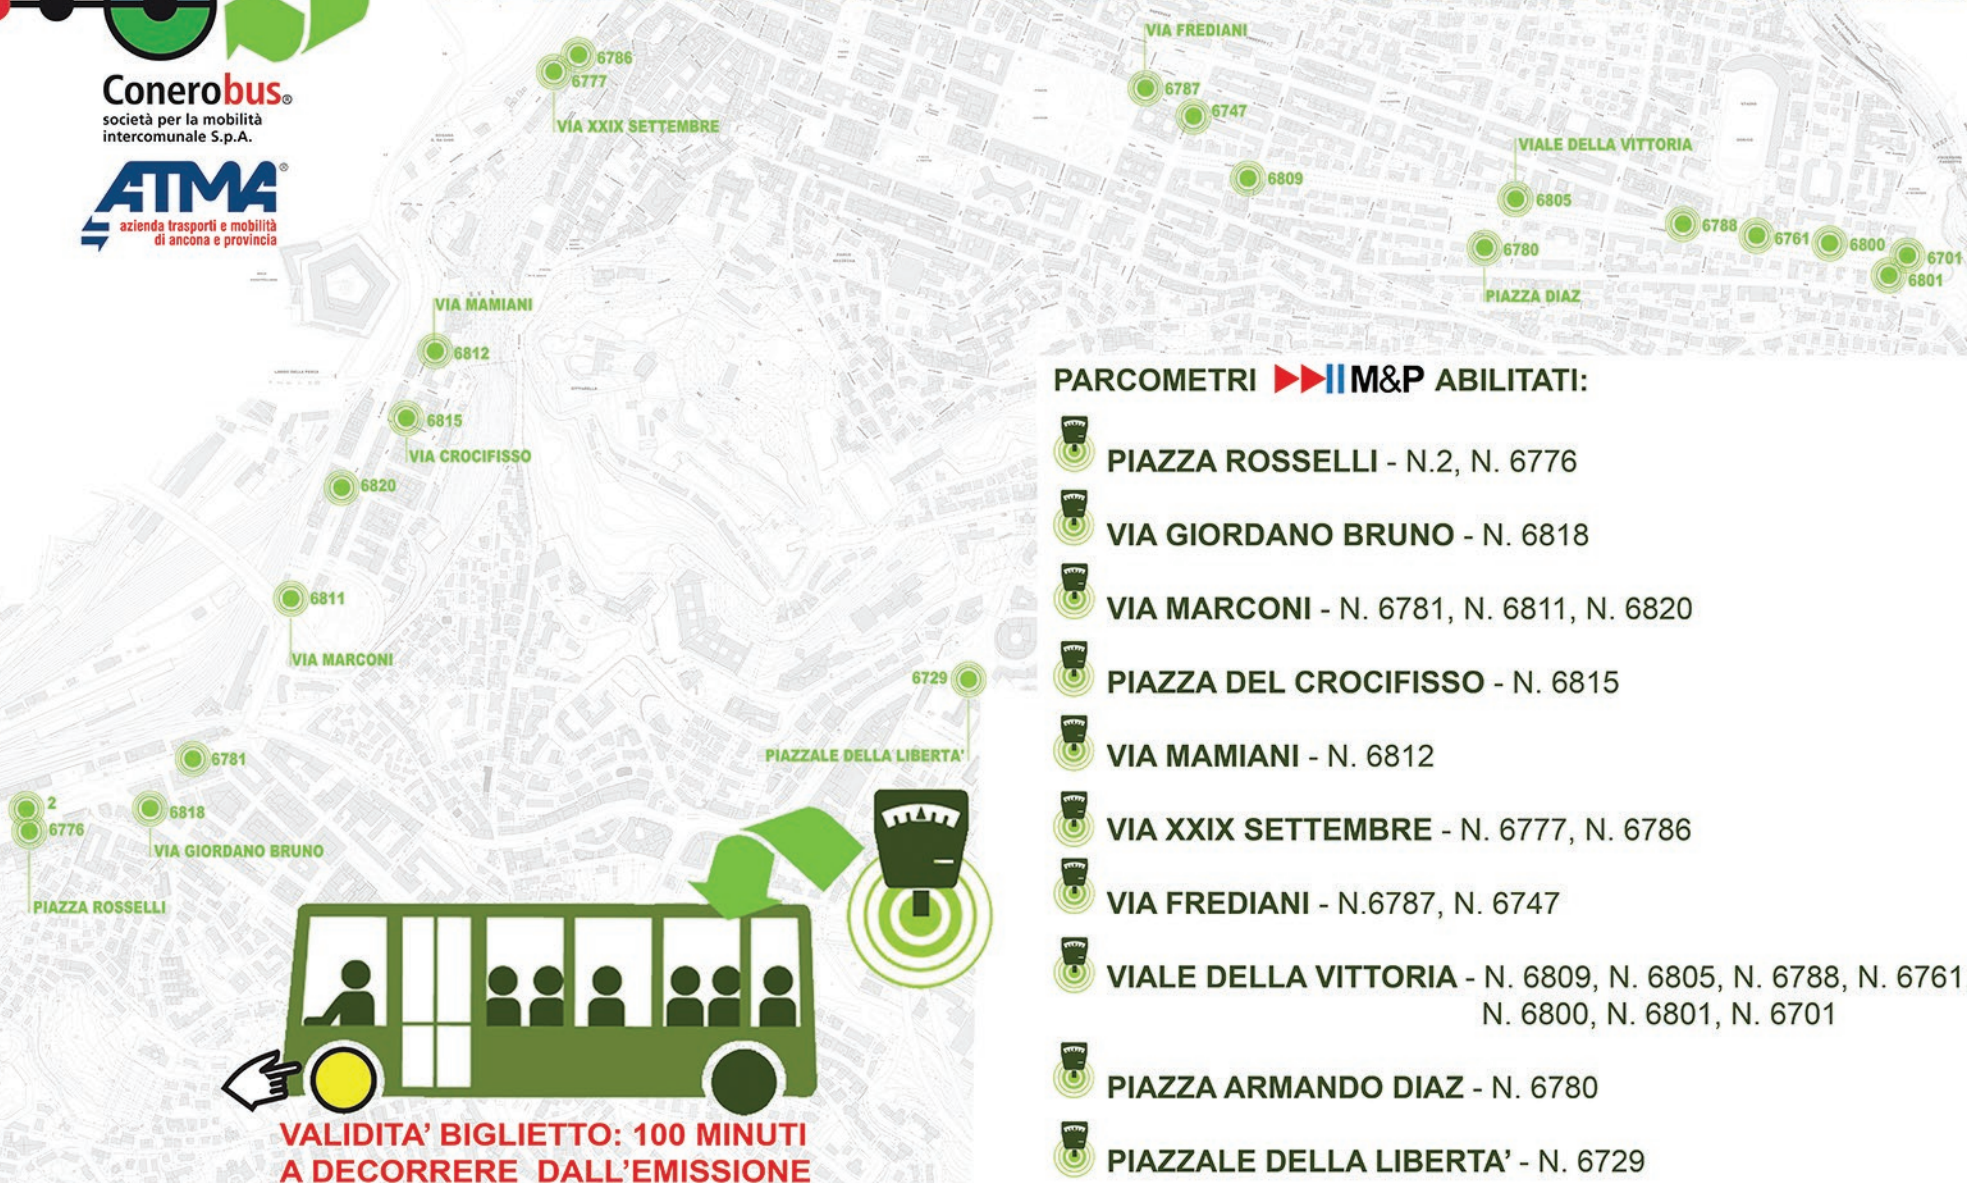 Conerobus®
società per la mobilità
intercomunale S.p.A.
ATMA®
azienda trasporti e mobilità
di ancona e provincia
6786
6777
VIA XXIX SETTEMBRE
VIA FREDIANI
6787
6747
6809
VIALE DELLA VITTORIA
6805
6780
PIAZZA DIAZ
6788
6761
6800
6701
6801
VIA MAMIANI
6812
6815
VIA CROCIFISSO
6820
6811
VIA MARCONI
6729
PIAZZALE DELLA LIBERTA'
6781
2
6776
6818
VIA GIORDANO BRUNO
PIAZZA ROSSELLI
VALIDITA' BIGLIETTO: 100 MINUTI
A DECORRERE DALL'EMISSIONE
PARCOMETRI M&P ABILITATI:
PIAZZA ROSSELLI - N.2, N. 6776
VIA GIORDANO BRUNO - N. 6818
VIA MARCONI - N. 6781, N. 6811, N. 6820
PIAZZA DEL CROCIFISSO - N. 6815
VIA MAMIANI - N. 6812
VIA XXIX SETTEMBRE - N. 6777, N. 6786
VIA FREDIANI - N.6787, N. 6747
VIALE DELLA VITTORIA - N. 6809, N. 6805, N. 6788, N. 6761
N. 6800, N. 6801, N. 6701
PIAZZA ARMANDO DIAZ - N. 6780
PIAZZALE DELLA LIBERTA' - N. 6729